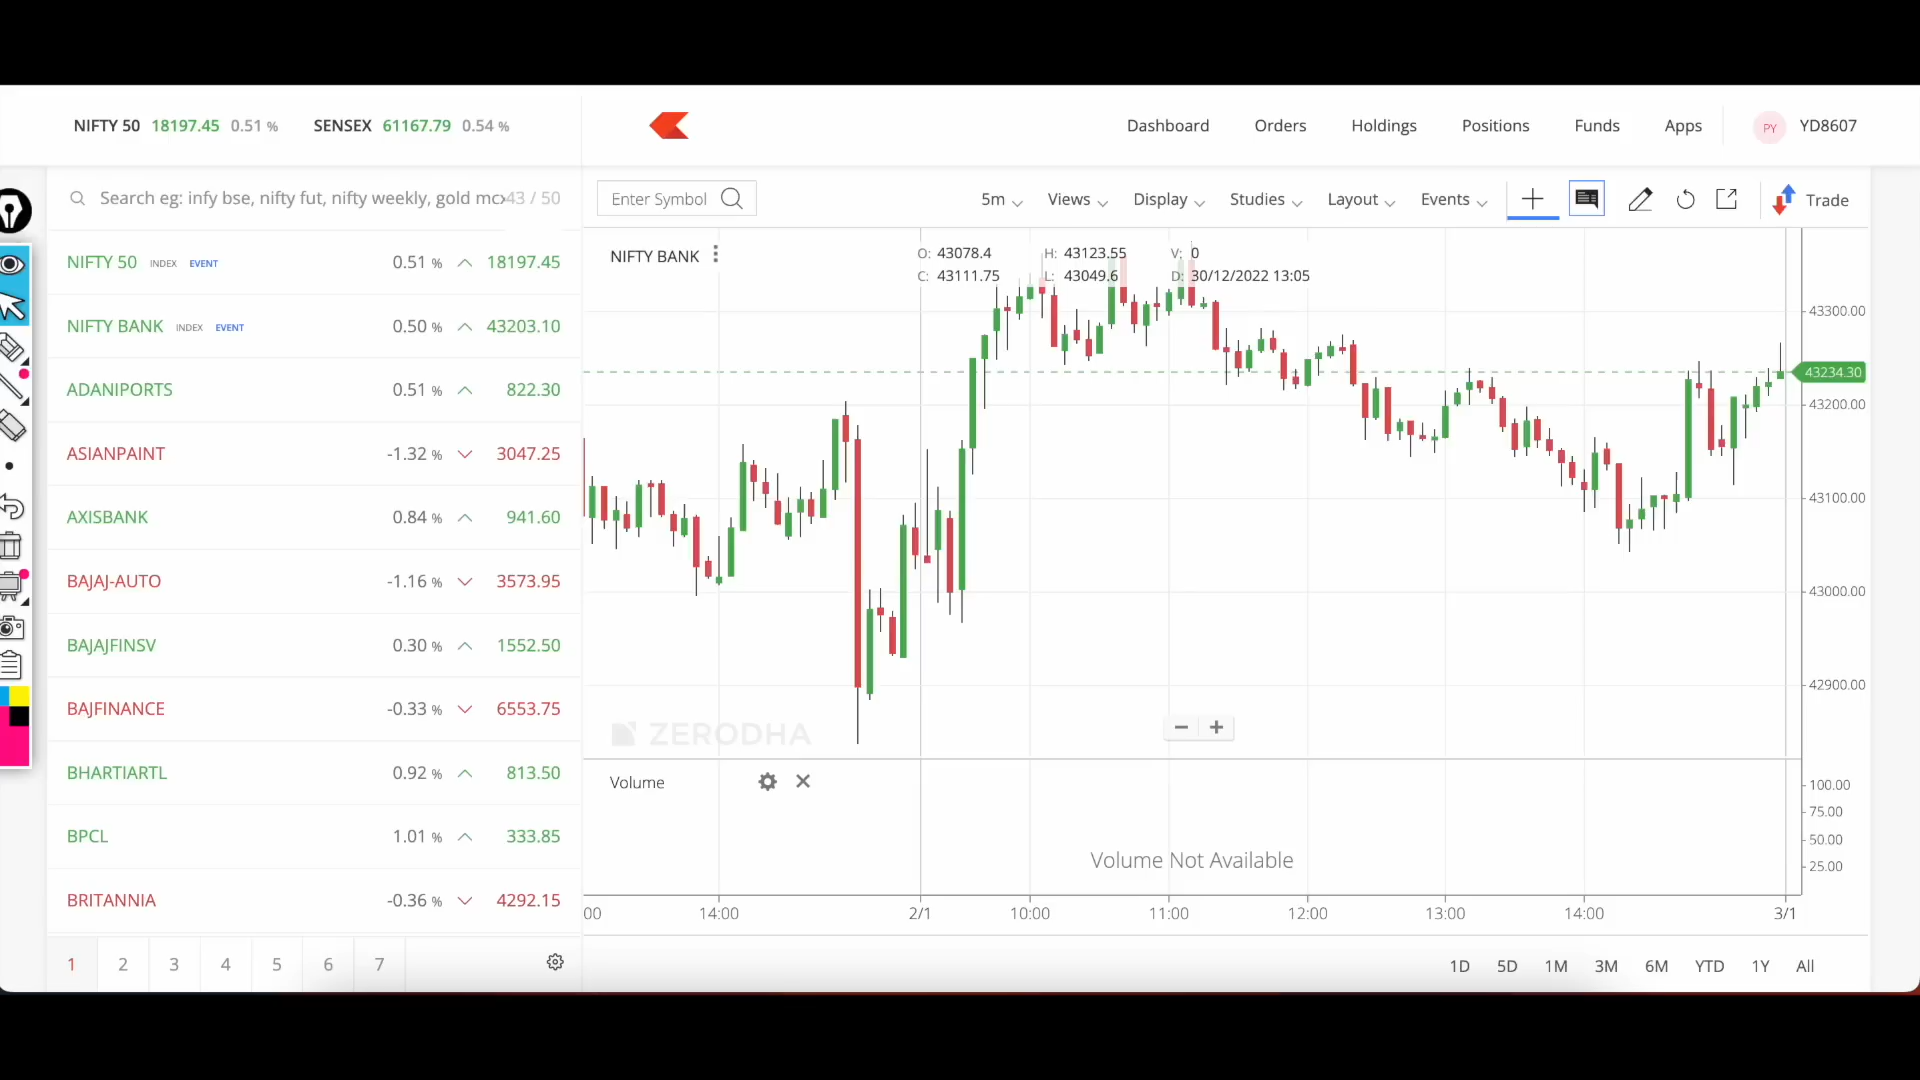 NIFTY 50 18197.45 0.51 % SENSEX 61167.79 0.54 %
Dashboard Orders Holdings Positions Funds Apps PY YD8607
Search eg: infy bse, nifty fut, nifty weekly, gold mcx 43 / 50
Enter Symbol 5m Views Display Studies Layout Events Trade
NIFTY 50 INDEX EVENT 0.51 % 18197.45
NIFTY BANK INDEX EVENT 0.50 % 43203.10
ADANIPORTS 0.51 % 822.30
ASIANPAINT -1.32 % 3047.25
AXISBANK 0.84 % 941.60
BAJAJ-AUTO -1.16 % 3573.95
BAJAJFINSV 0.30 % 1552.50
BAJFINANCE -0.33 % 6553.75
BHARTIARTL 0.92 % 813.50
BPCL 1.01 % 333.85
BRITANNIA -0.36 % 4292.15
1 2 3 4 5 6 7
NIFTY BANK
O: 43078.4 H: 43123.55 V: 0
C: 43111.75 L: 43049.6 D: 30/12/2022 13:05
43300.00
43234.30
43200.00
43100.00
43000.00
42900.00
ZERODHA
Volume
100.00
75.00
50.00
25.00
Volume Not Available
00 14:00 2/1 10:00 11:00 12:00 13:00 14:00 3/1
1D 5D 1M 3M 6M YTD 1Y All